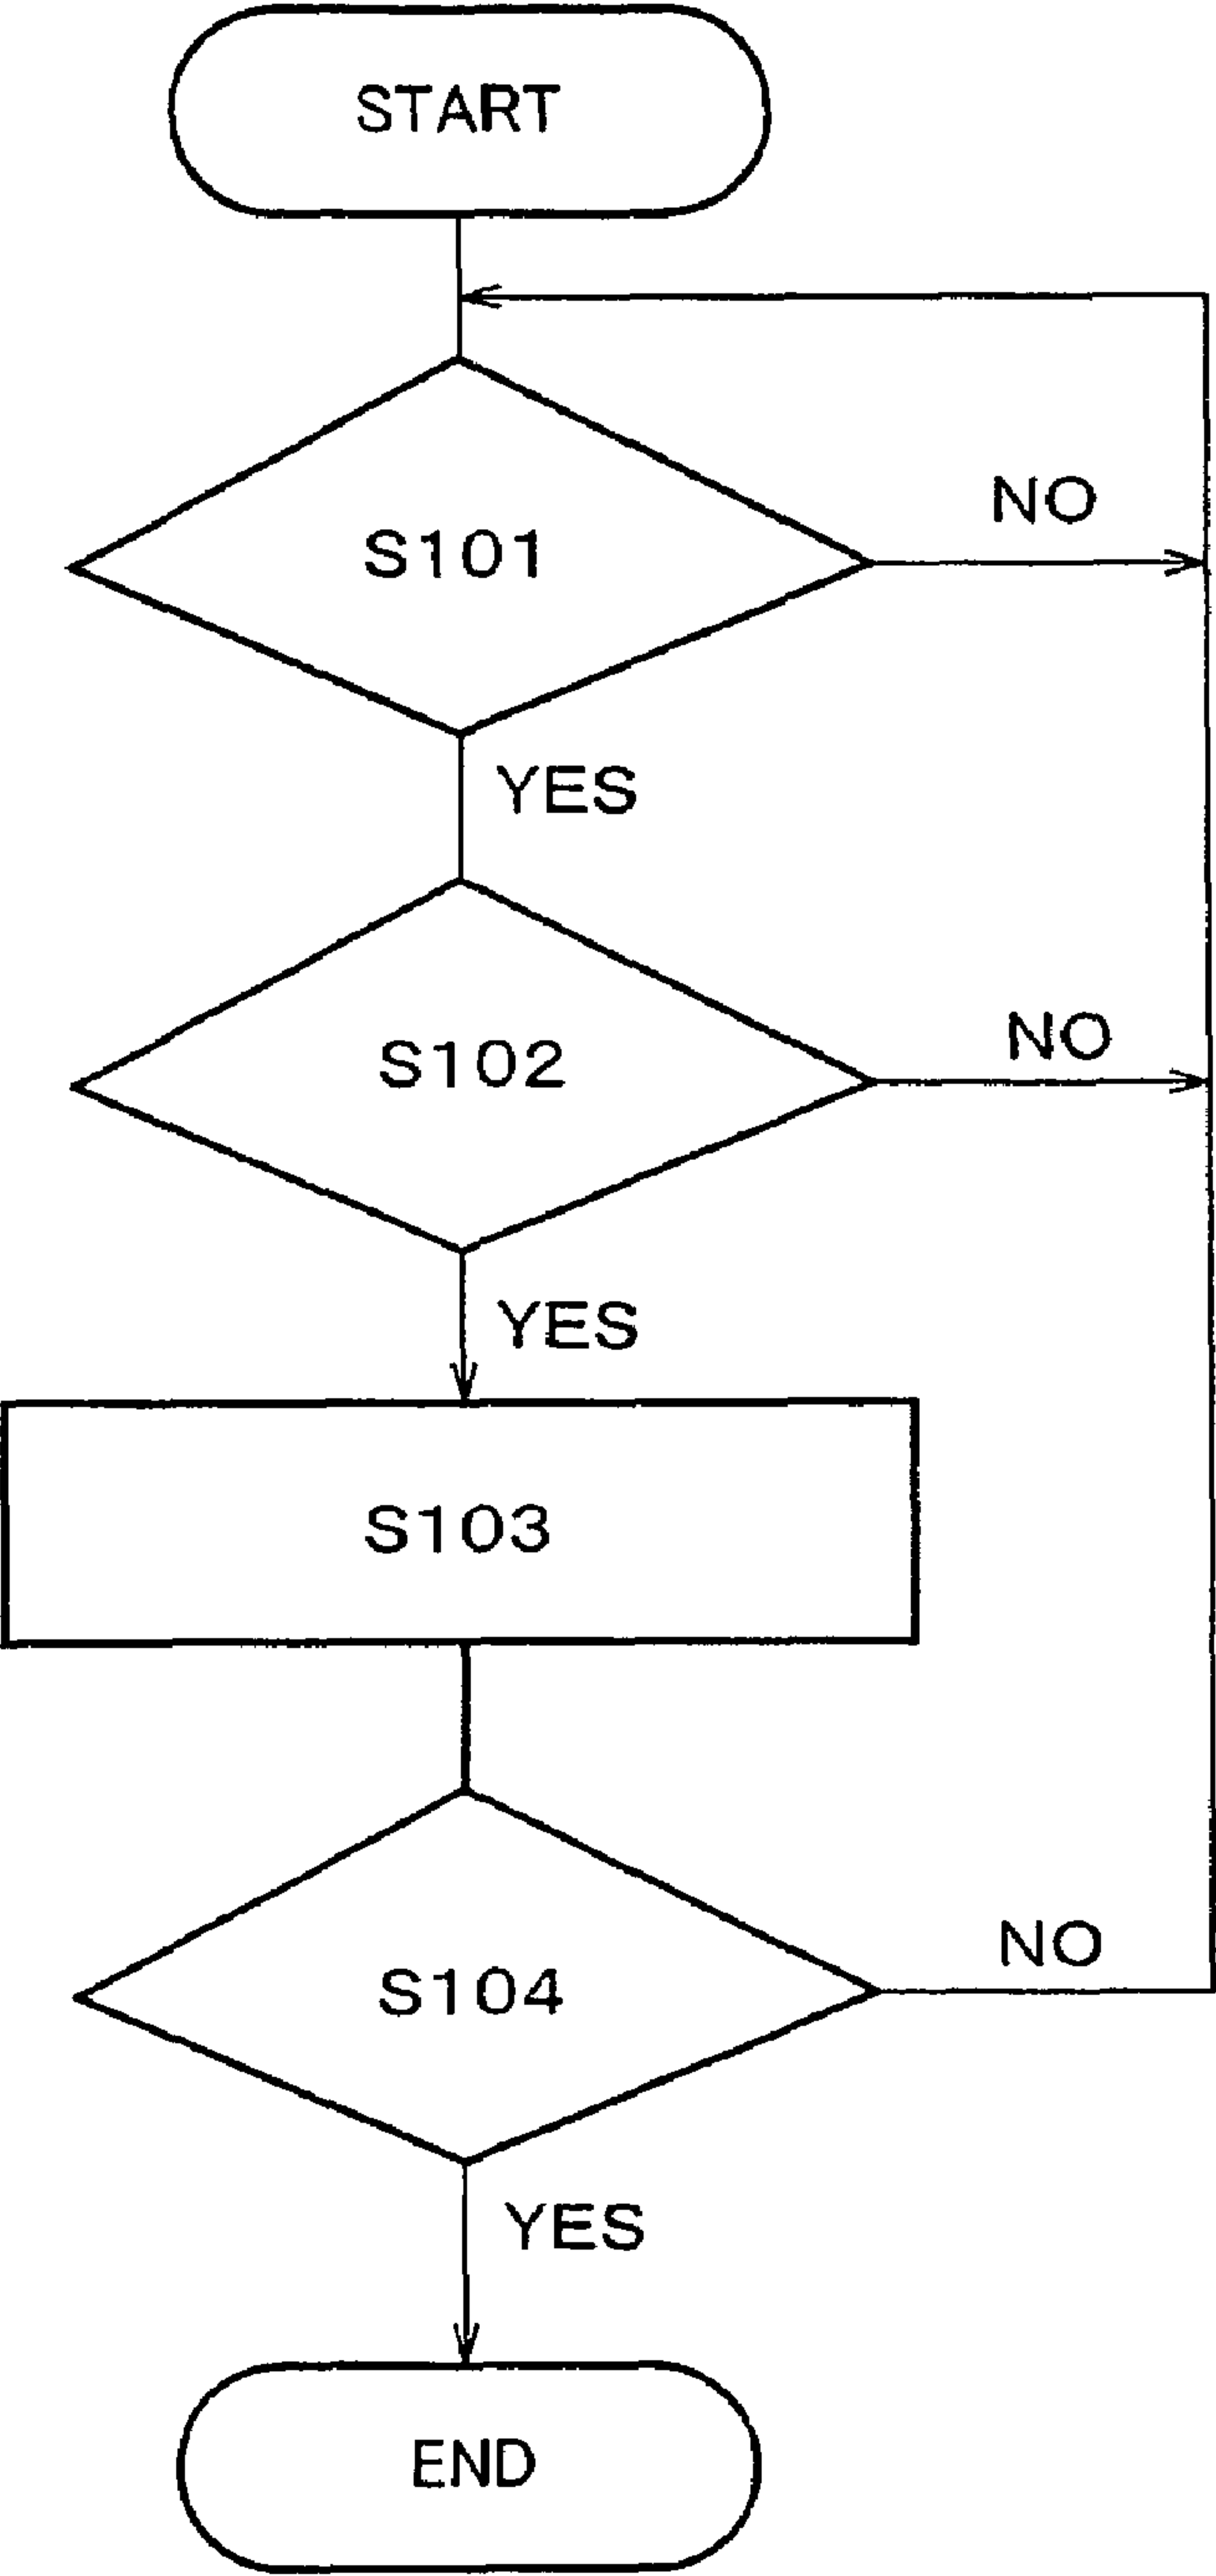 START
NO
S101
YES
NO
S102
YES
S103
NO
S104
YES
END